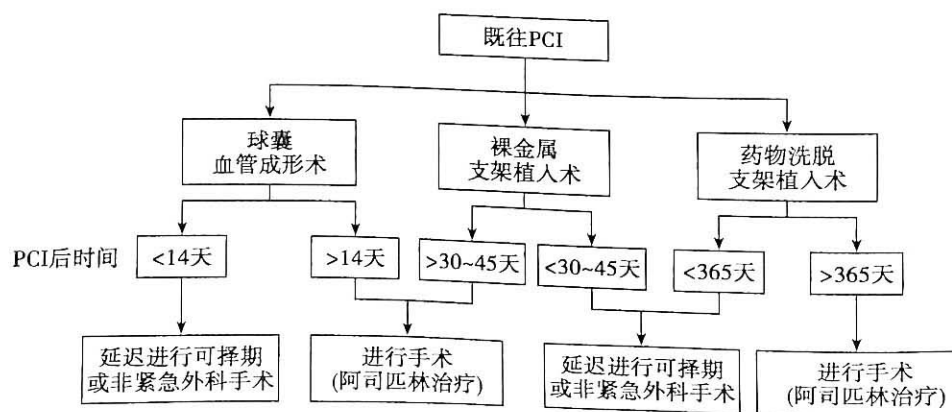 既往PCI
球囊
血管成形术
裸金属
支架植入术
药物洗脱
支架植入术
PCI后时间
<14天
>14天
>30~45天
<30~45天
<365天
>365天
延迟进行可择期
或非紧急外科手术
进行手术
(阿司匹林治疗)
延迟进行可择期
或非紧急外科手术
进行手术
(阿司匹林治疗)